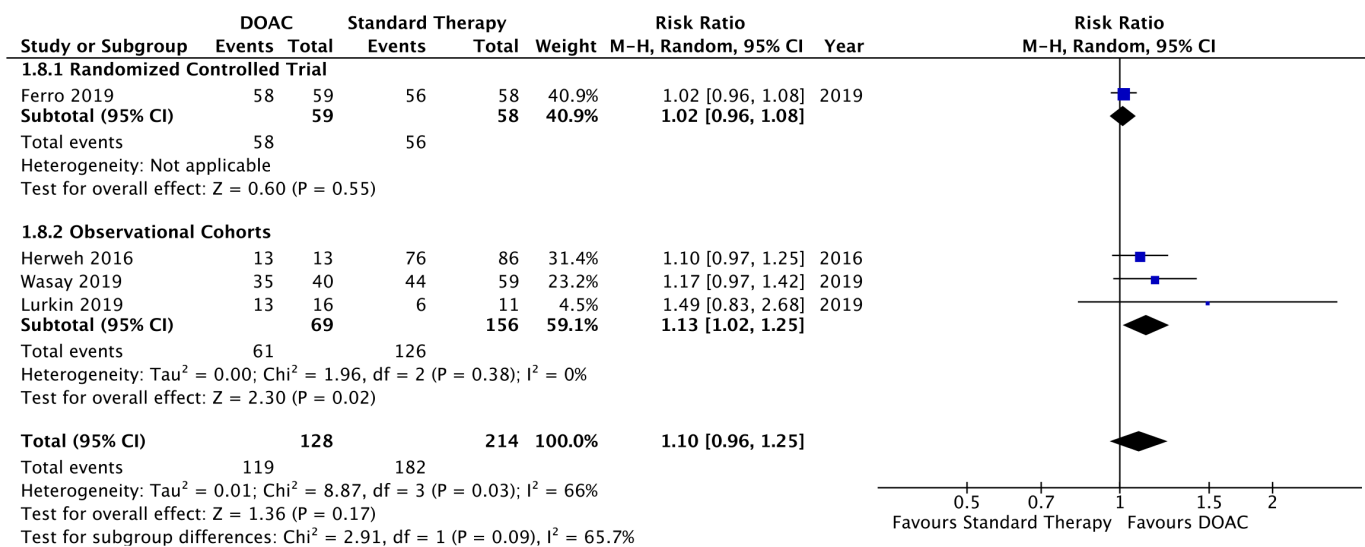 DOAC Standard Therapy Risk Ratio Risk Ratio
Study or Subgroup Events Total Events Total Weight M-H, Random, 95% CI Year M-H, Random, 95% CI
1.8.1 Randomized Controlled Trial
Ferro 2019 58 59 56 58 40.9% 1.02 [0.96, 1.08] 2019
Subtotal (95% CI) 59 58 40.9% 1.02 [0.96, 1.08]
Total events 58 56
Heterogeneity: Not applicable
Test for overall effect: Z = 0.60 (P = 0.55)
1.8.2 Observational Cohorts
Herweh 2016 13 13 76 86 31.4% 1.10 [0.97, 1.25] 2016
Wasay 2019 35 40 44 59 23.2% 1.17 [0.97, 1.42] 2019
Lurkin 2019 13 16 6 11 4.5% 1.49 [0.83, 2.68] 2019
Subtotal (95% CI) 69 156 59.1% 1.13 [1.02, 1.25]
Total events 61 126
Heterogeneity: Tau² = 0.00; Chi² = 1.96, df = 2 (P = 0.38); I² = 0%
Test for overall effect: Z = 2.30 (P = 0.02)
Total (95% CI) 128 214 100.0% 1.10 [0.96, 1.25]
Total events 119 182
Heterogeneity: Tau² = 0.01; Chi² = 8.87, df = 3 (P = 0.03); I² = 66%
Test for overall effect: Z = 1.36 (P = 0.17)
Test for subgroup differences: Chi² = 2.91, df = 1 (P = 0.09), I² = 65.7%
0.5 0.7 1 1.5 2
Favours Standard Therapy Favours DOAC